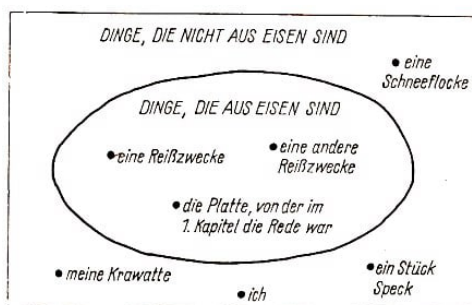 DINGE, DIE NICHT AUS EISEN SIND
eine
Schneeflocke
DINGE, DIE AUS EISEN SIND
eine Reißzwecke
eine andere
Reißzwecke
die Platte, von der im
1. Kapitel die Rede war
meine Krawatte
ich
ein Stück
Speck